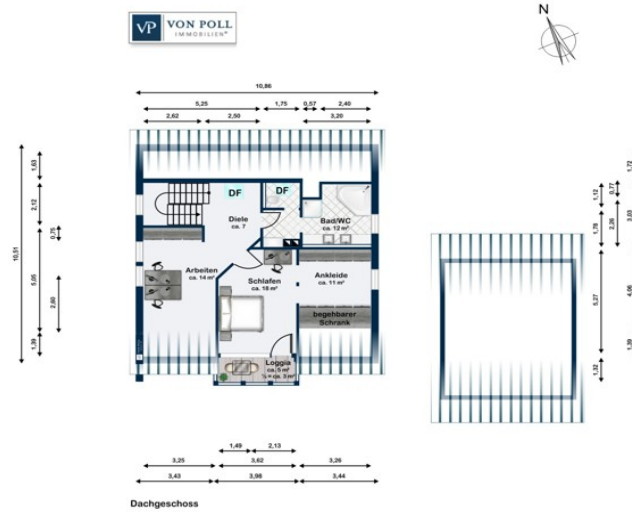 VP VON POLL
IMMOBILIEN®
N
10,86
5,25 1,75 0,57 2,40
2,62 2,50 3,20
1,63
2,12
0,75
10,51
5,05
2,60
1,39
DF
DF
Diele
ca. 7
Bad/WC
ca. 12 m²
Arbeiten
ca. 14 m²
Schlafen
ca. 18 m²
Ankleide
ca. 11 m²
begehbarer
Schrank
Loggia
ca. 5 m²
½ = ca. 3 m²
1,72
0,77
1,12
3,03
2,26
1,78
5,27
4,06
1,39
1,32
1,49 2,13
3,25 3,62 3,26
3,43 3,98 3,44
Dachgeschoss